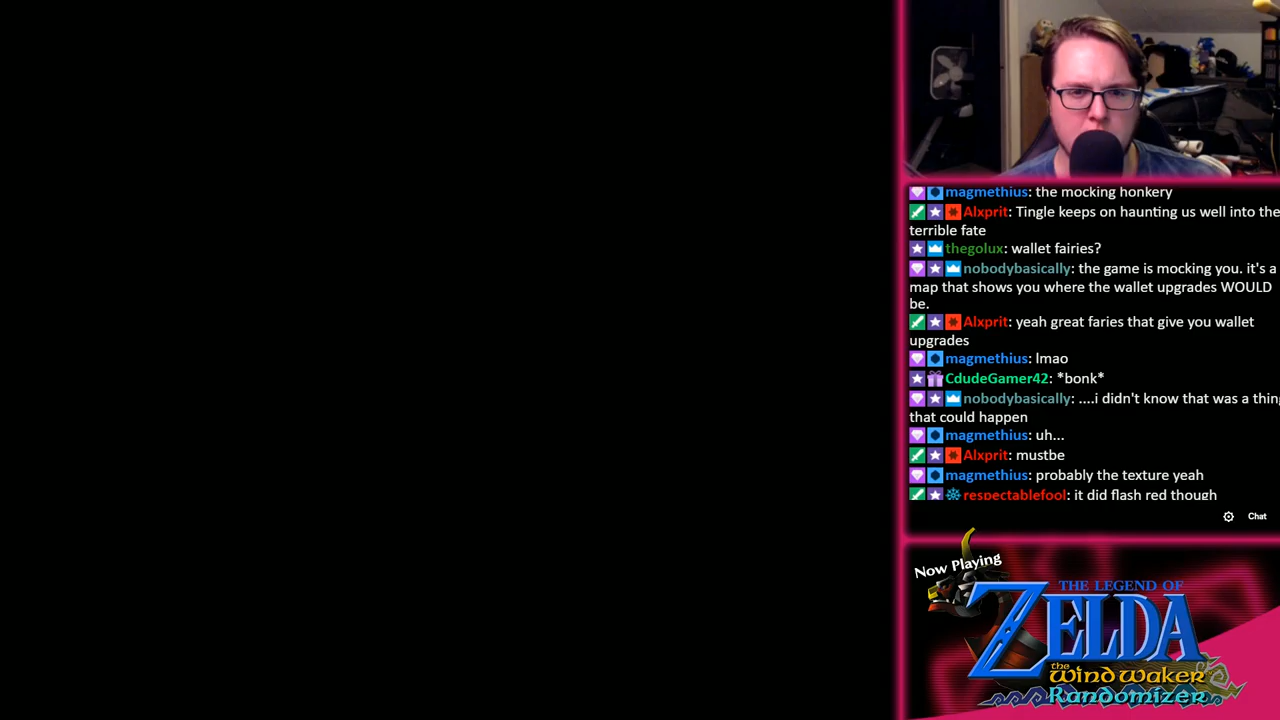 magmethius: the mocking honkery
Alxprit: Tingle keeps on haunting us well into the
terrible fate
thegolux: wallet fairies?
nobodybasically: the game is mocking you. it's a
map that shows you where the wallet upgrades WOULD
be.
Alxprit: yeah great faries that give you wallet
upgrades
magmethius: lmao
CdudeGamer42: *bonk*
nobodybasically: ....i didn't know that was a thing
that could happen
magmethius: uh...
Alxprit: mustbe
magmethius: probably the texture yeah
respectablefool: it did flash red though
Chat
Now Playing
THE LEGEND OF
ZELDA
the
Wind Waker
Randomizer